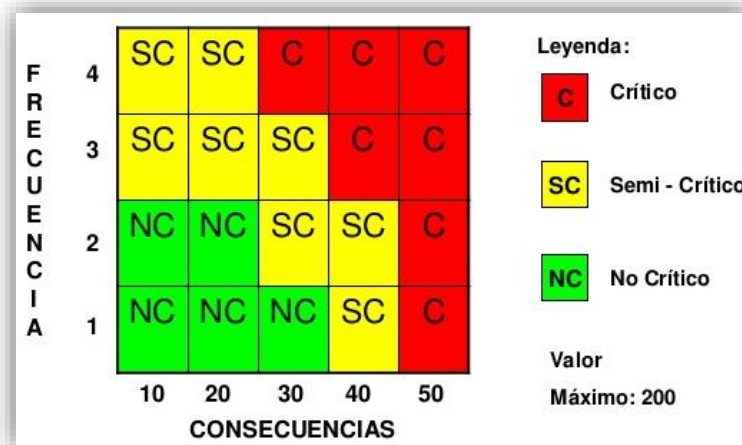 FRECUENCIA
4 SC SC C C C
3 SC SC SC C C
2 NC NC SC SC C
1 NC NC NC SC C
10 20 30 40 50
CONSECUENCIAS
Leyenda:
C Crítico
SC Semi - Crítico
NC No Crítico
Valor
Máximo: 200